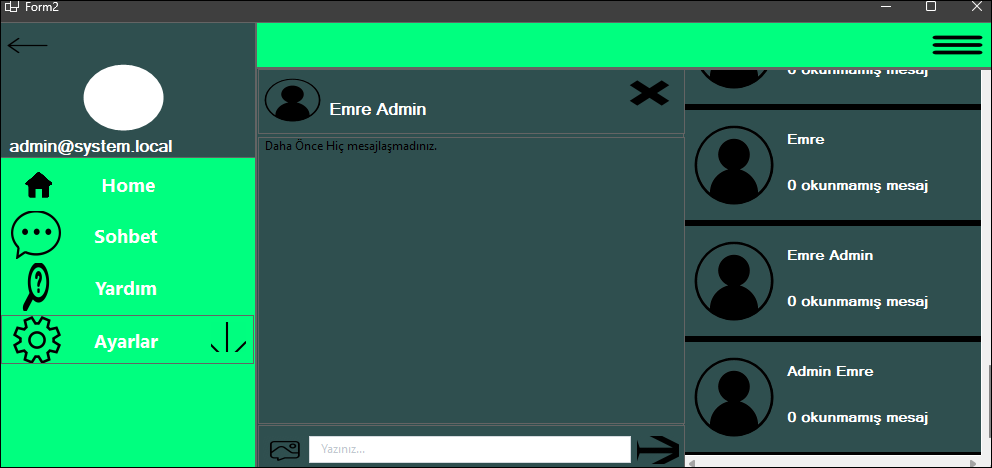 Form2
admin@system.local
Home
Sohbet
Yardım
Ayarlar
Emre Admin
Daha Önce Hiç mesajlaşmadınız.
Yazınız...
0 okunmamış mesaj
Emre
0 okunmamış mesaj
Emre Admin
0 okunmamış mesaj
Admin Emre
0 okunmamış mesaj